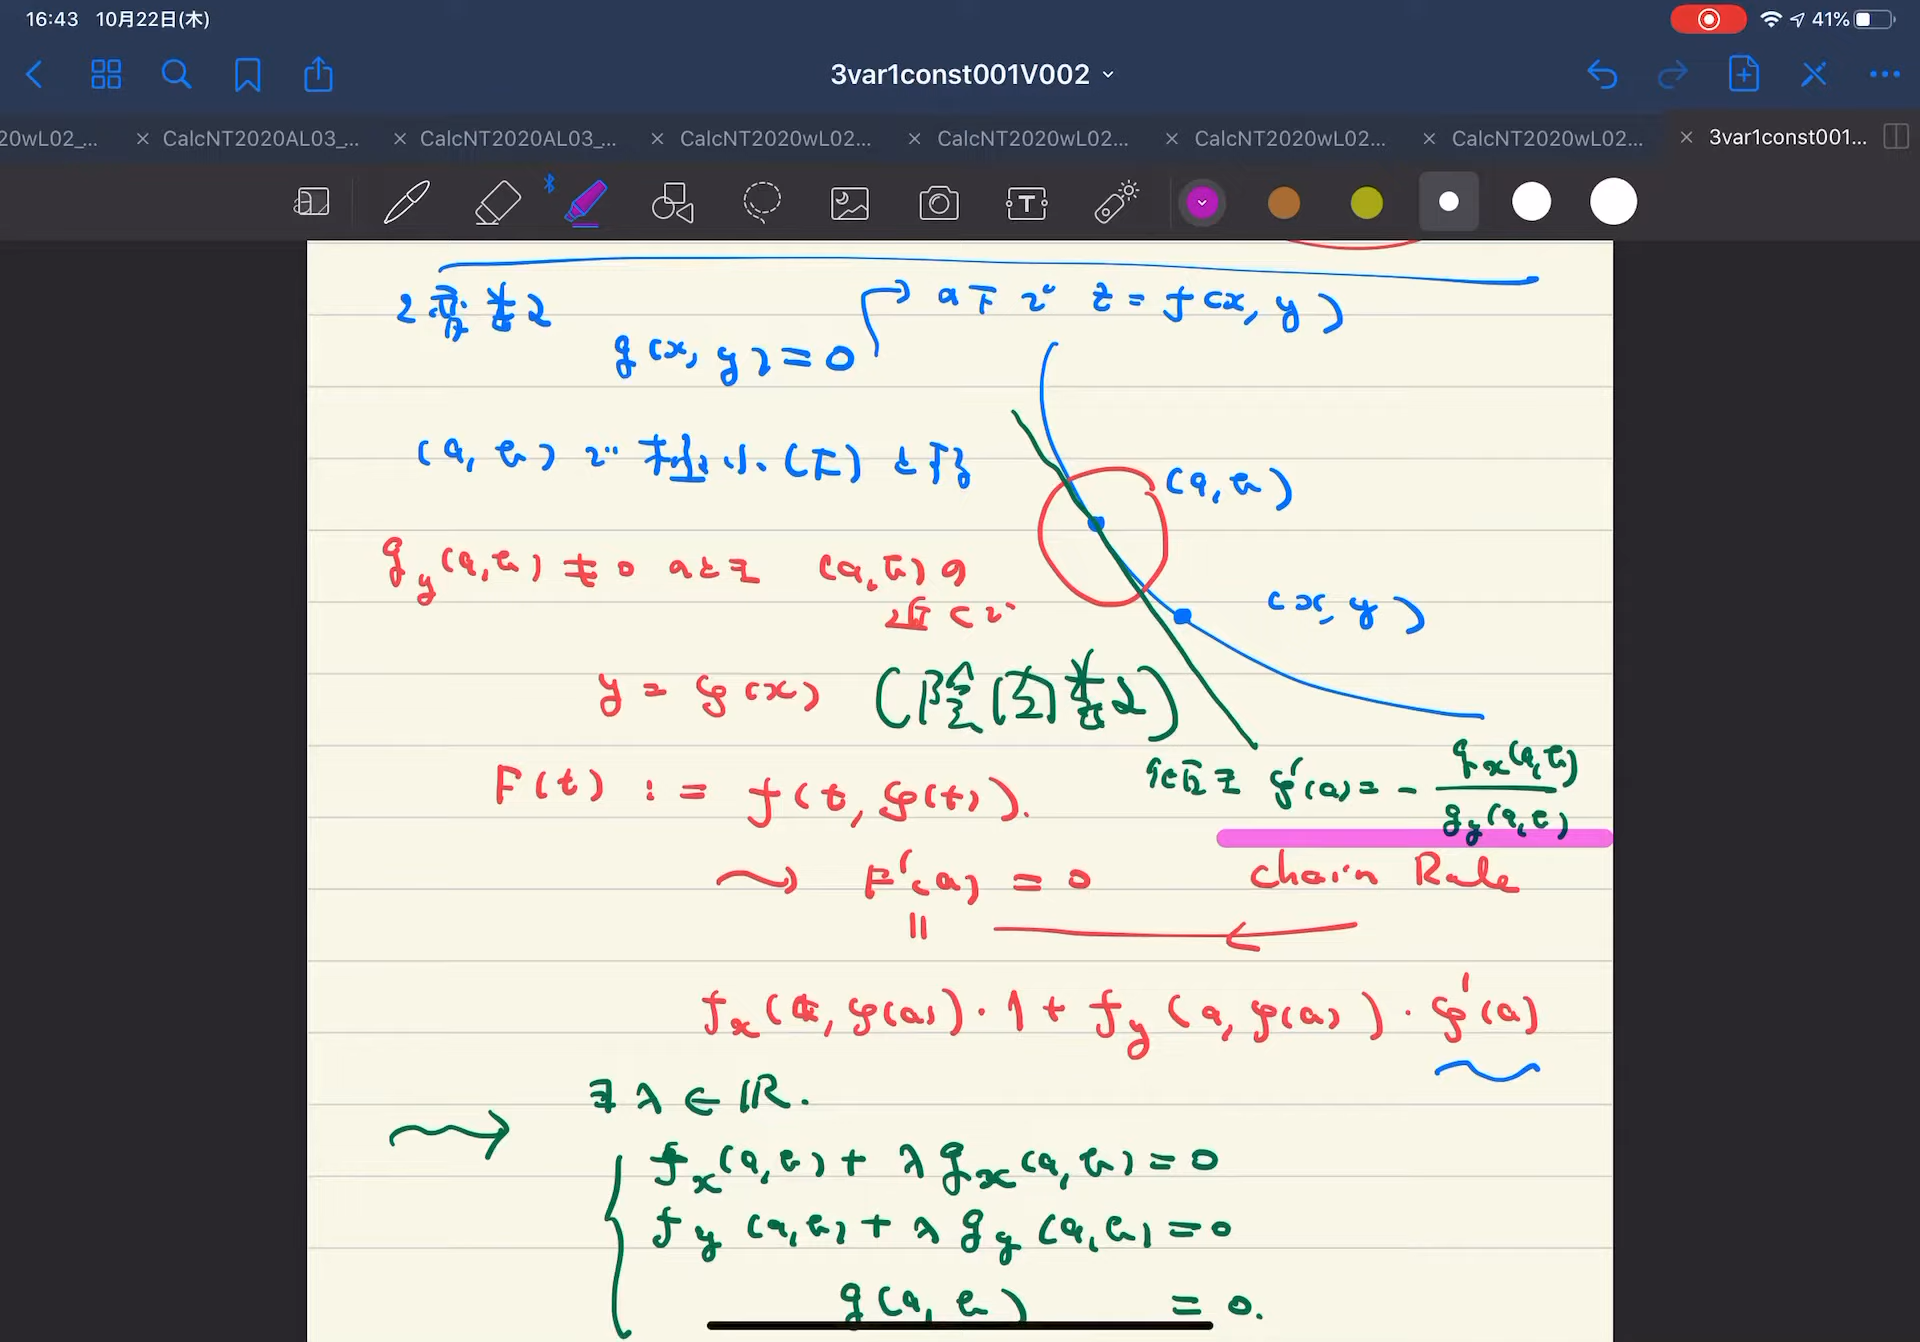 16:43 10月22日(木)
41%
3var1const001V002
20wL02_...
CalcNT2020AL03_...
CalcNT2020AL03_...
CalcNT2020wL02...
CalcNT2020wL02...
CalcNT2020wL02...
CalcNT2020wL02...
3var1const001...
2変数 の下で z = f(x, y)
g(x, y) = 0
(a, b) で極小(大)とする
(a, b)
g_y(a, b) ≠ 0 のとき (a, b) の
近くで
(x, y)
y = φ(x) (陰関数)
F(t) := f(t, φ(t)).
φ'(a) = - g_x(a, b) / g_y(a, b)
⇝ F'(a) = 0 Chain Rule
||
f_x(a, φ(a))・1 + f_y(a, φ(a))・φ'(a)
∃λ ∈ ℝ.
f_x(a, b) + λ g_x(a, b) = 0
f_y(a, b) + λ g_y(a, b) = 0
g(a, b) = 0.